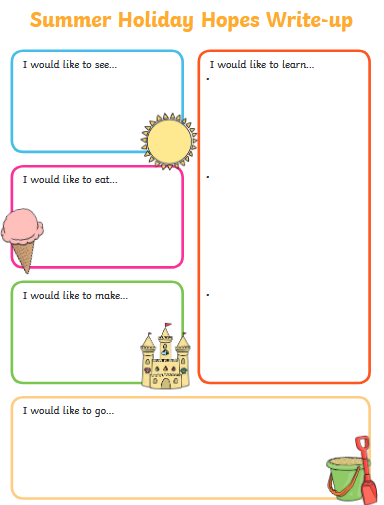 Summer Holiday Hopes Write-up
I would like to see...
I would like to eat...
I would like to make...
I would like to learn...
•
•
•
I would like to go...